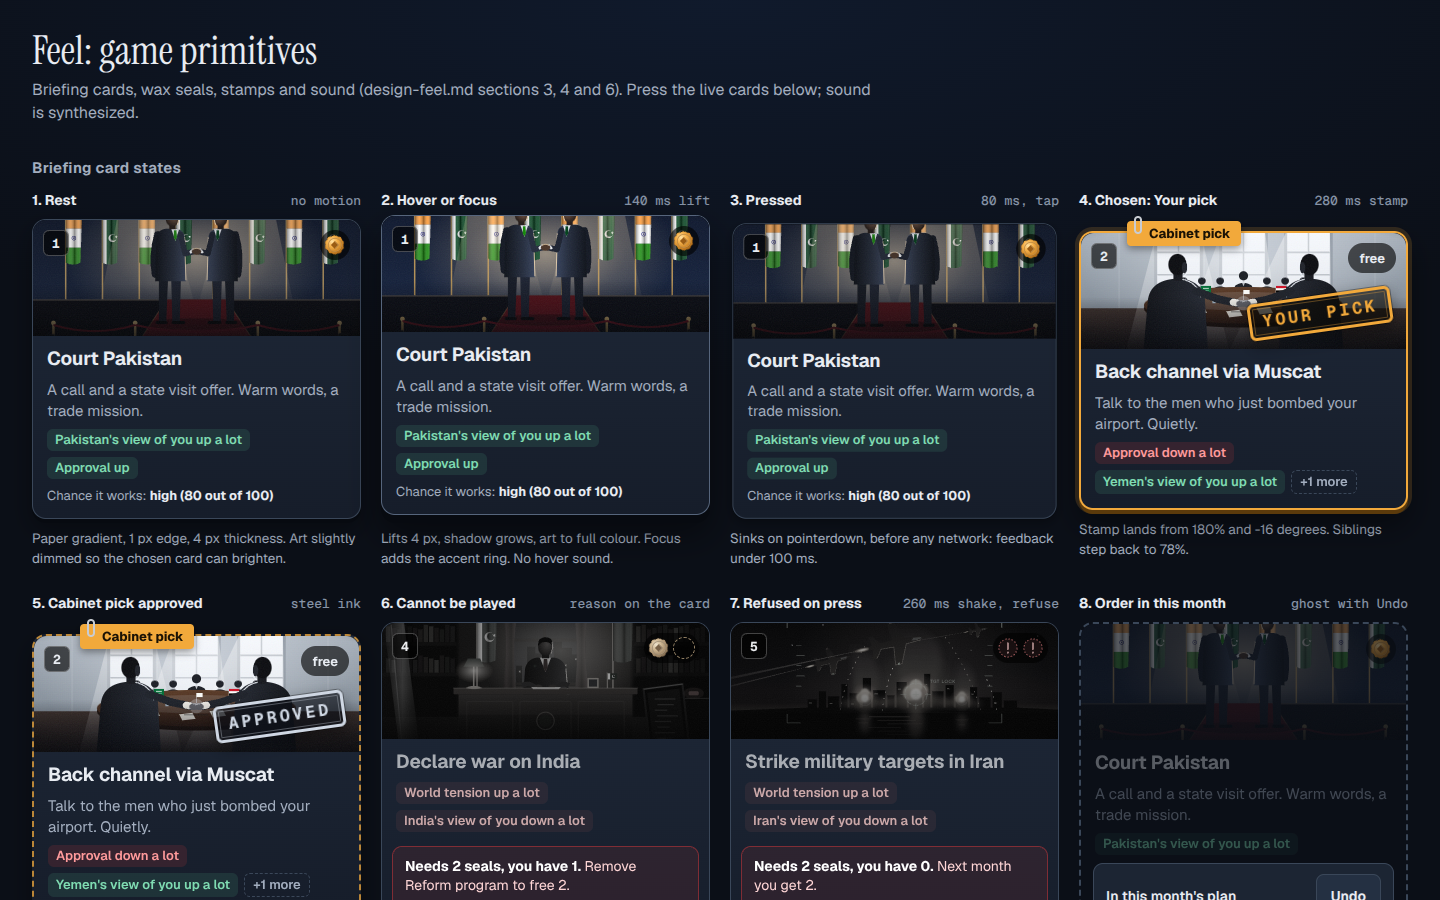 Feel: game primitives
Briefing cards, wax seals, stamps and sound (design-feel.md sections 3, 4 and 6). Press the live cards below; sound
is synthesized.
Briefing card states
1. Rest
no motion
1
Court Pakistan
A call and a state visit offer. Warm words, a
trade mission.
Pakistan's view of you up a lot
Approval up
Chance it works: high (80 out of 100)
Paper gradient, 1 px edge, 4 px thickness. Art slightly
dimmed so the chosen card can brighten.
2. Hover or focus
140 ms lift
1
Court Pakistan
A call and a state visit offer. Warm words, a
trade mission.
Pakistan's view of you up a lot
Approval up
Chance it works: high (80 out of 100)
Lifts 4 px, shadow grows, art to full colour. Focus
adds the accent ring. No hover sound.
3. Pressed
80 ms, tap
1
Court Pakistan
A call and a state visit offer. Warm words, a
trade mission.
Pakistan's view of you up a lot
Approval up
Chance it works: high (80 out of 100)
Sinks on pointerdown, before any network: feedback
under 100 ms.
4. Chosen: Your pick
280 ms stamp
Cabinet pick
2
free
YOUR PICK
Back channel via Muscat
Talk to the men who just bombed your
airport. Quietly.
Approval down a lot
Yemen's view of you up a lot
+1 more
Stamp lands from 180% and -16 degrees. Siblings
step back to 78%.
5. Cabinet pick approved
steel ink
Cabinet pick
2
free
APPROVED
Back channel via Muscat
Talk to the men who just bombed your
airport. Quietly.
Approval down a lot
Yemen's view of you up a lot
+1 more
6. Cannot be played
reason on the card
4
Declare war on India
World tension up a lot
India's view of you down a lot
Needs 2 seals, you have 1. Remove
Reform program to free 2.
7. Refused on press
260 ms shake, refuse
5
Strike military targets in Iran
World tension up a lot
Iran's view of you down a lot
Needs 2 seals, you have 0. Next month
you get 2.
8. Order in this month
ghost with Undo
Court Pakistan
A call and a state visit offer. Warm words, a
trade mission.
Pakistan's view of you up a lot
In this month's plan
Undo